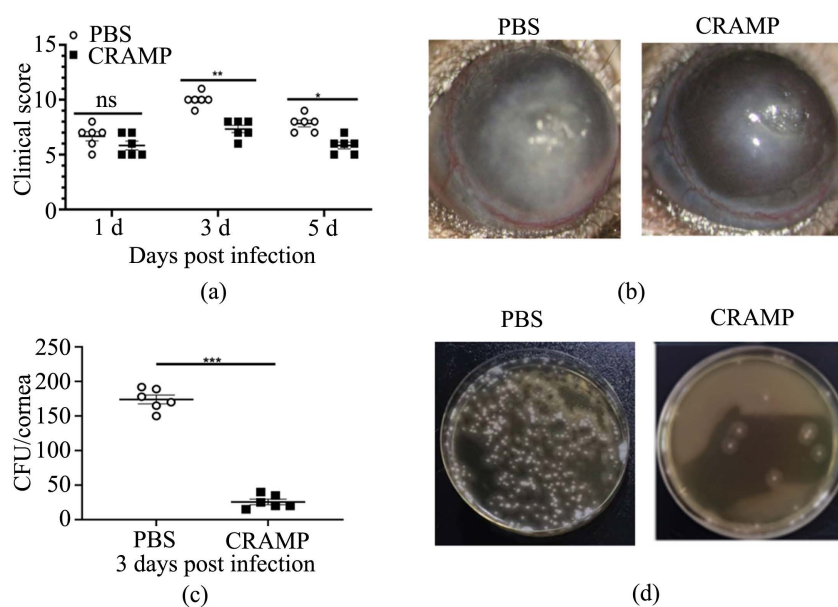 PBS
CRAMP
15
10
5
0
Clinical score
ns
**
*
1 d
3 d
5 d
Days post infection
(a)
PBS
CRAMP
(b)
250
200
150
100
50
0
CFU/cornea
***
PBS
CRAMP
3 days post infection
(c)
PBS
CRAMP
(d)